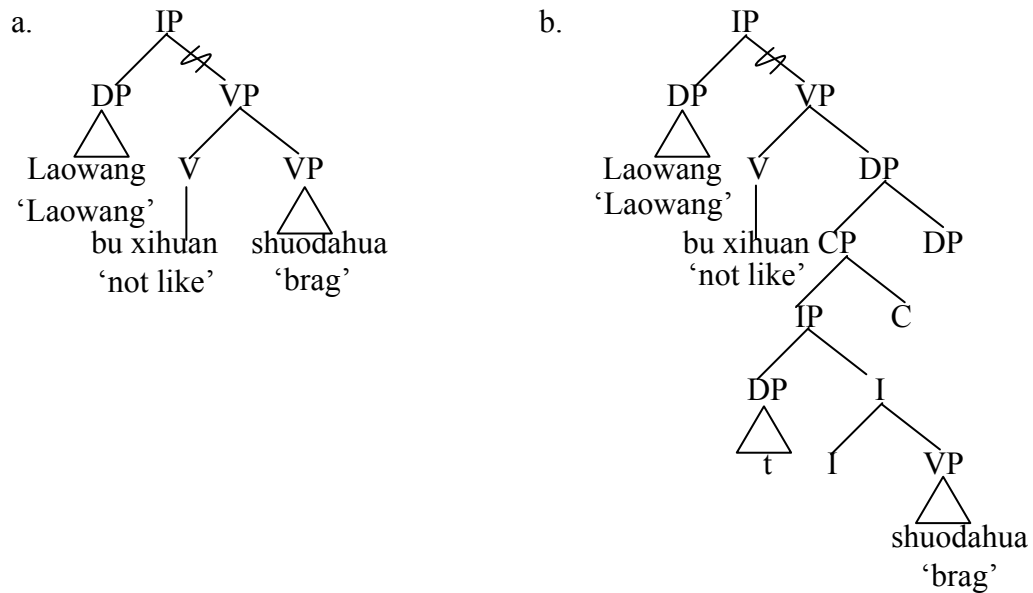 a. IP b. IP
DP VP DP VP
Laowang V VP Laowang V DP
‘Laowang’ ‘Laowang’
bu xihuan shuodahua bu xihuan CP DP
‘not like’ ‘brag’ ‘not like’
IP C
DP I
t I VP
shuodahua
‘brag’